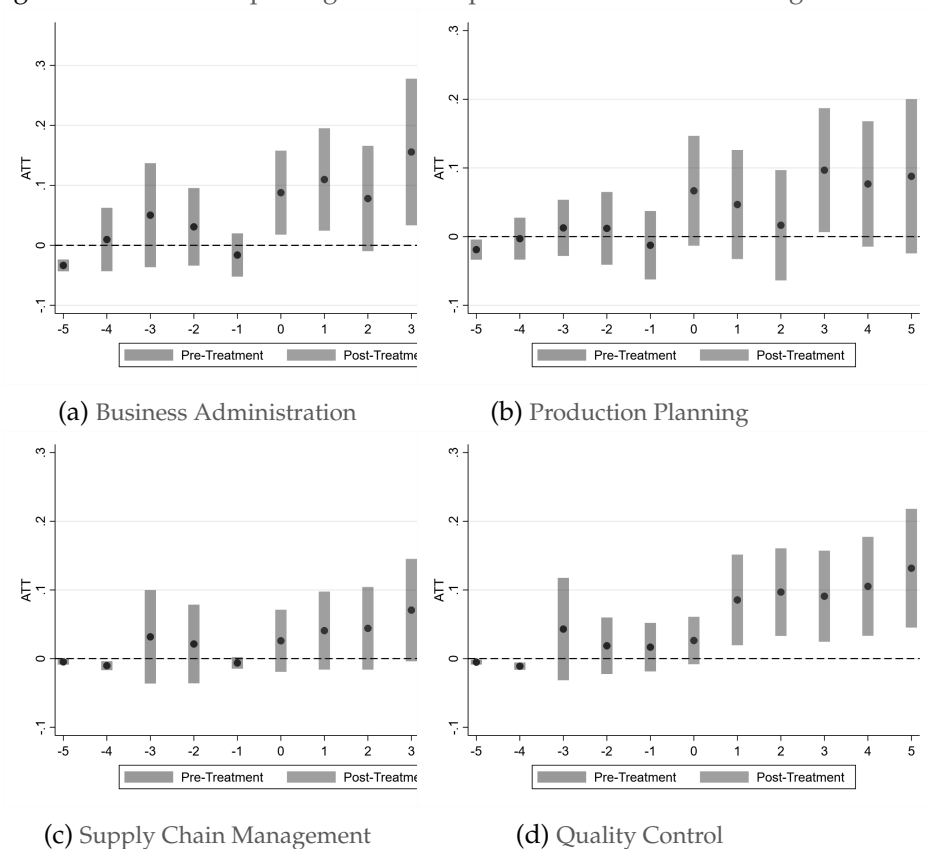 .3
.2
.1
0
-.1
ATT
-5 -4 -3 -2 -1 0 1 2 3
Pre-Treatment Post-Treatme
(a) Business Administration
.3
.2
.1
0
-.1
ATT
-5 -4 -3 -2 -1 0 1 2 3 4 5
Pre-Treatment Post-Treatment
(b) Production Planning
.3
.2
.1
0
-.1
ATT
-5 -4 -3 -2 -1 0 1 2 3
Pre-Treatment Post-Treatme
(c) Supply Chain Management
.3
.2
.1
0
-.1
ATT
-5 -4 -3 -2 -1 0 1 2 3 4 5
Pre-Treatment Post-Treatment
(d) Quality Control